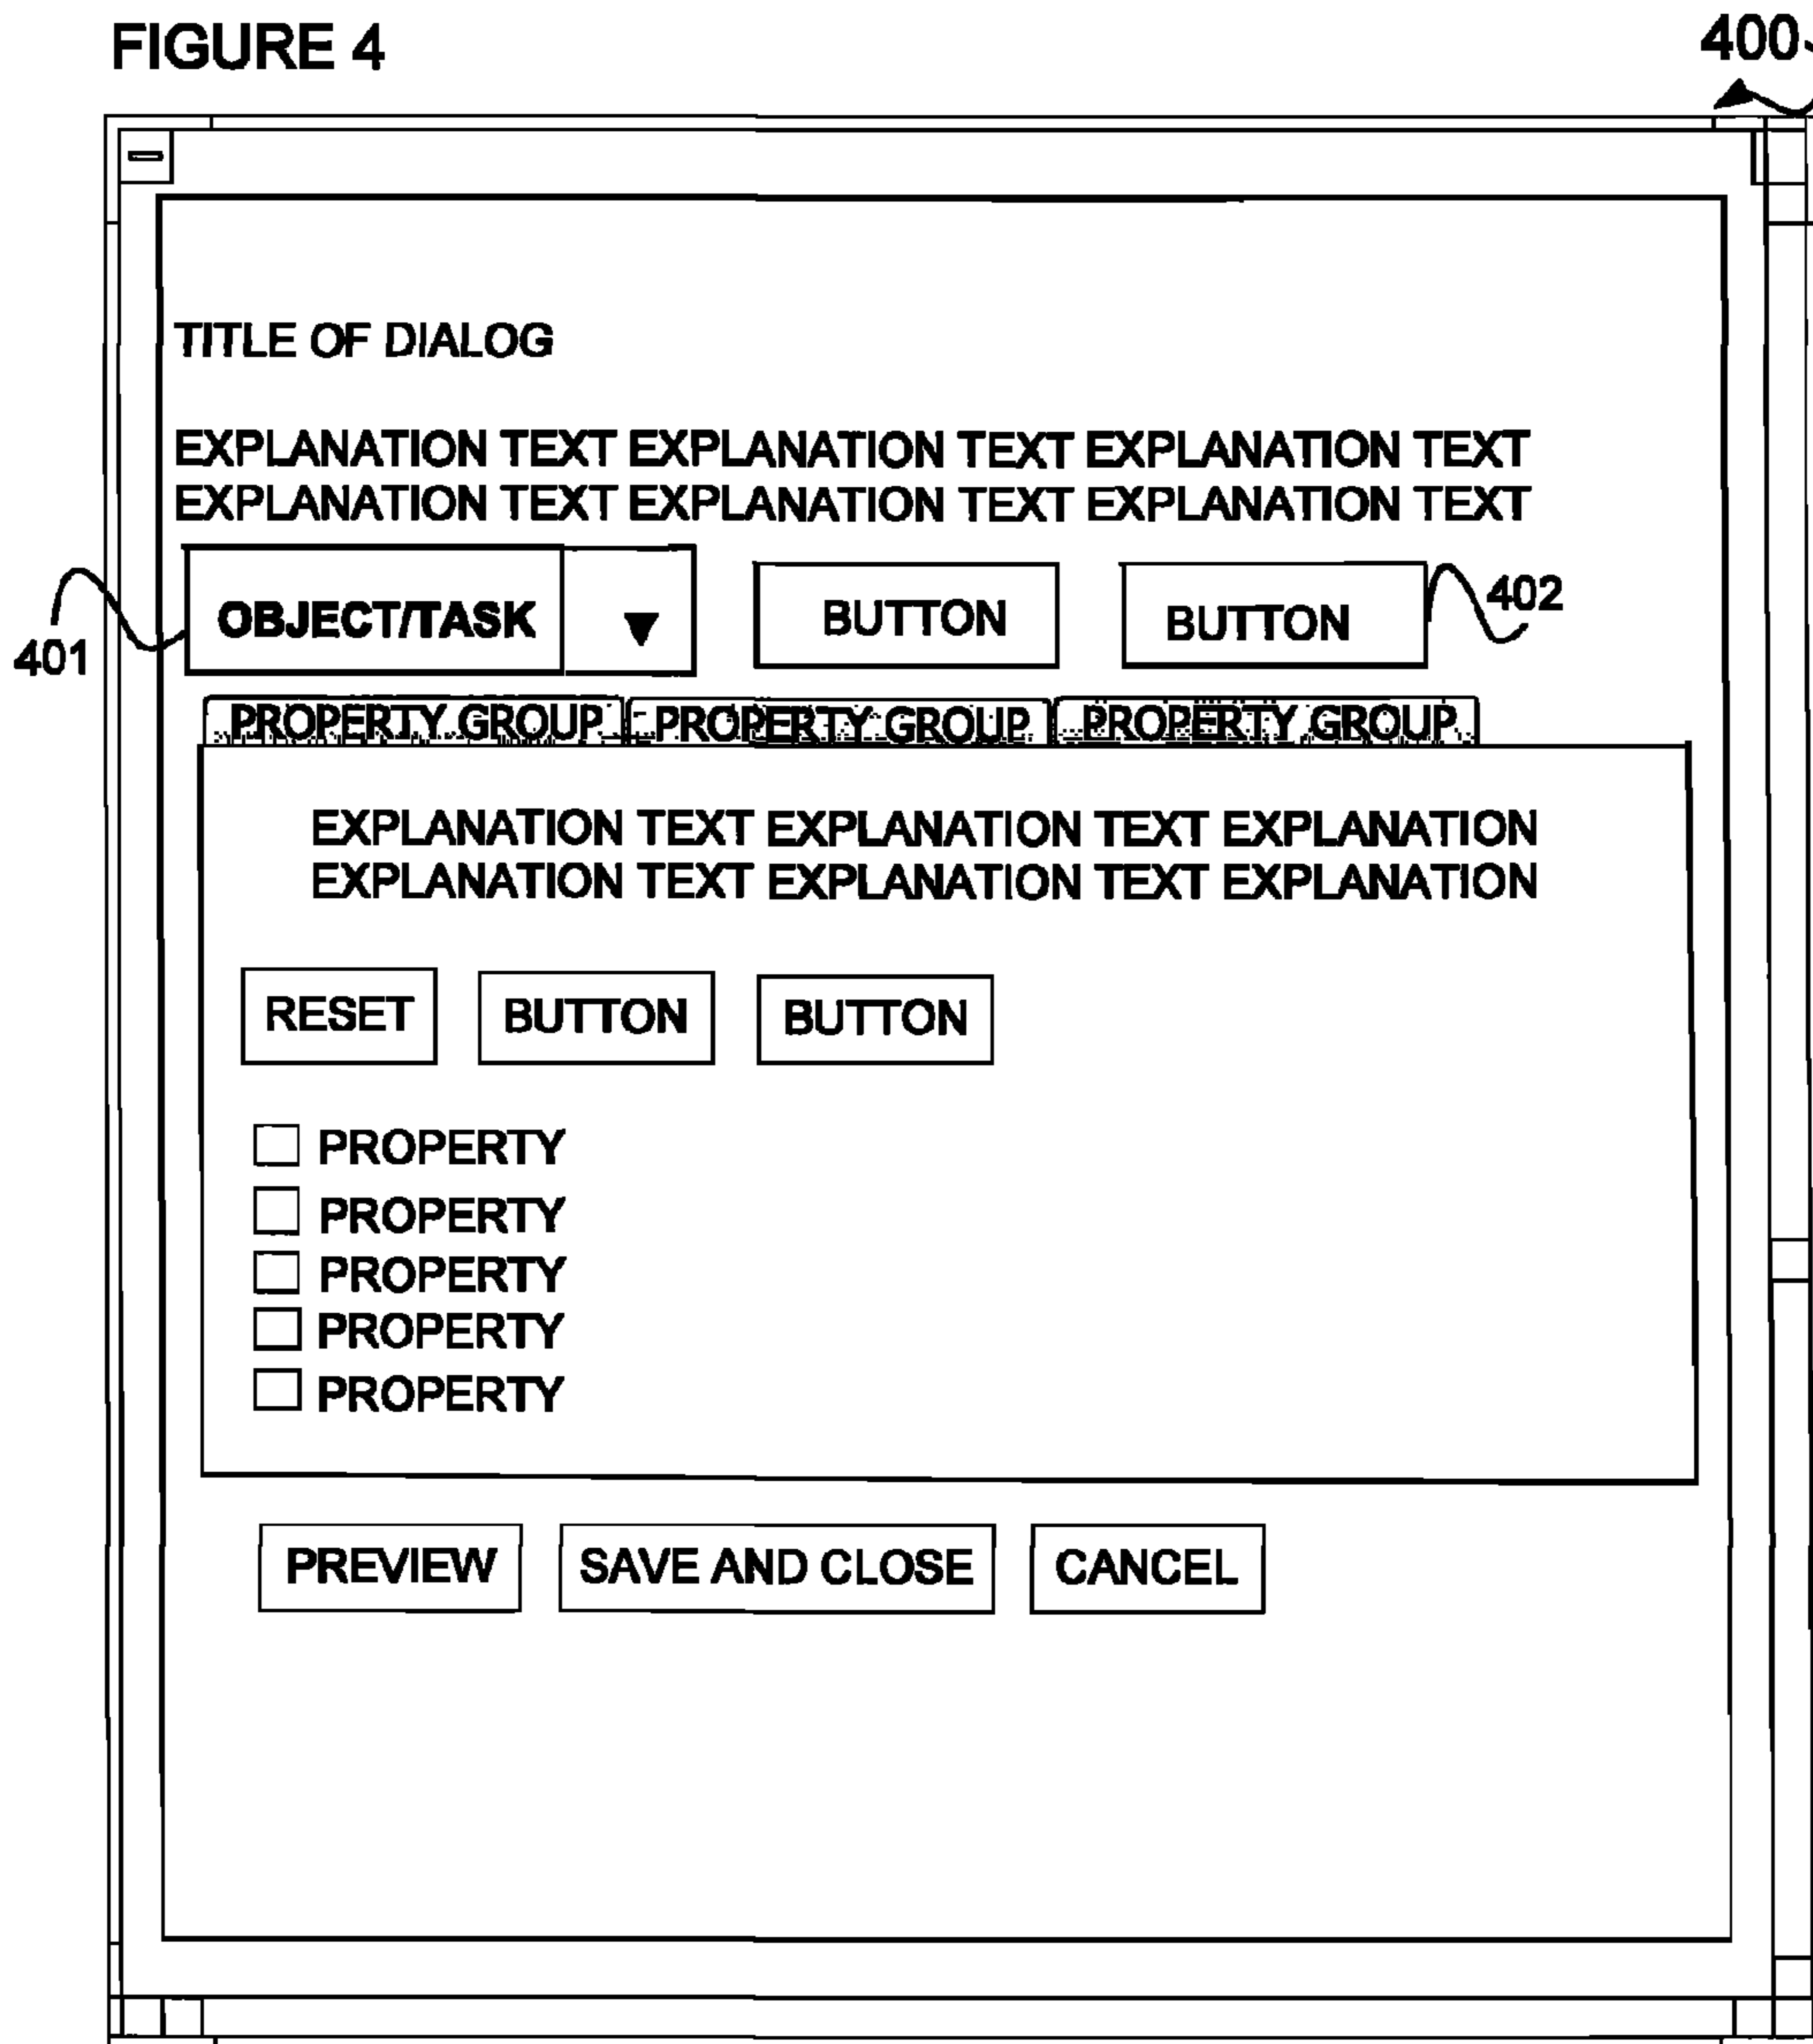 FIGURE 4
400
TITLE OF DIALOG
EXPLANATION TEXT EXPLANATION TEXT EXPLANATION TEXT
EXPLANATION TEXT EXPLANATION TEXT EXPLANATION TEXT
OBJECT/TASK BUTTON BUTTON 402
401
PROPERTY GROUP PROPERTY GROUP PROPERTY GROUP
EXPLANATION TEXT EXPLANATION TEXT EXPLANATION
EXPLANATION TEXT EXPLANATION TEXT EXPLANATION
RESET BUTTON BUTTON
PROPERTY
PROPERTY
PROPERTY
PROPERTY
PROPERTY
PREVIEW SAVE AND CLOSE CANCEL